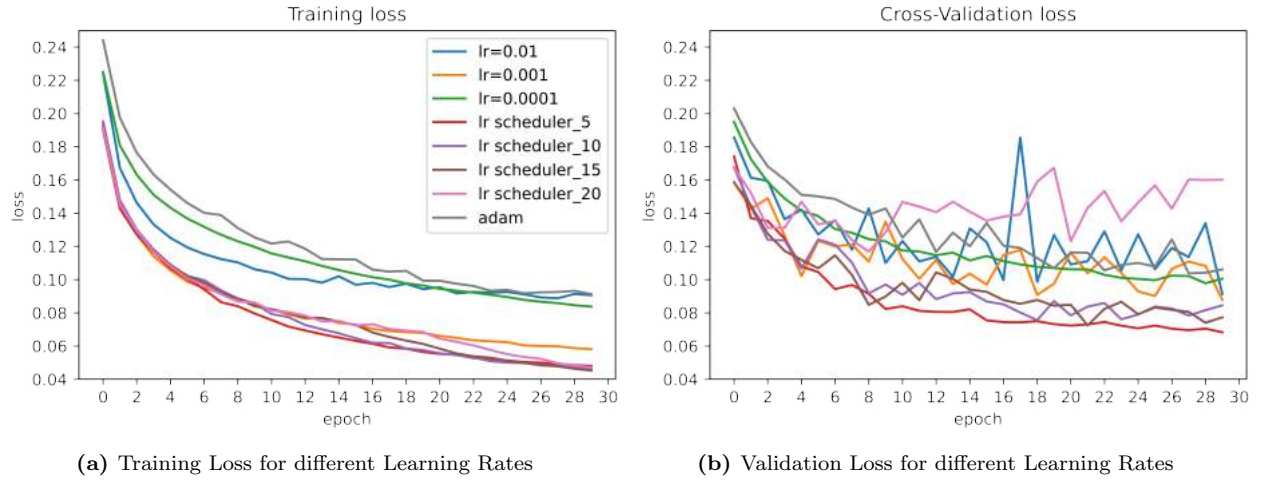 Training loss
0.24
0.22
0.20
0.18
0.16
0.14
0.12
0.10
0.08
0.06
0.04
loss
lr=0.01
lr=0.001
lr=0.0001
lr scheduler_5
lr scheduler_10
lr scheduler_15
lr scheduler_20
adam
0 2 4 6 8 10 12 14 16 18 20 22 24 26 28 30
epoch
(a) Training Loss for different Learning Rates
Cross-Validation loss
0.24
0.22
0.20
0.18
0.16
0.14
0.12
0.10
0.08
0.06
0.04
loss
0 2 4 6 8 10 12 14 16 18 20 22 24 26 28 30
epoch
(b) Validation Loss for different Learning Rates